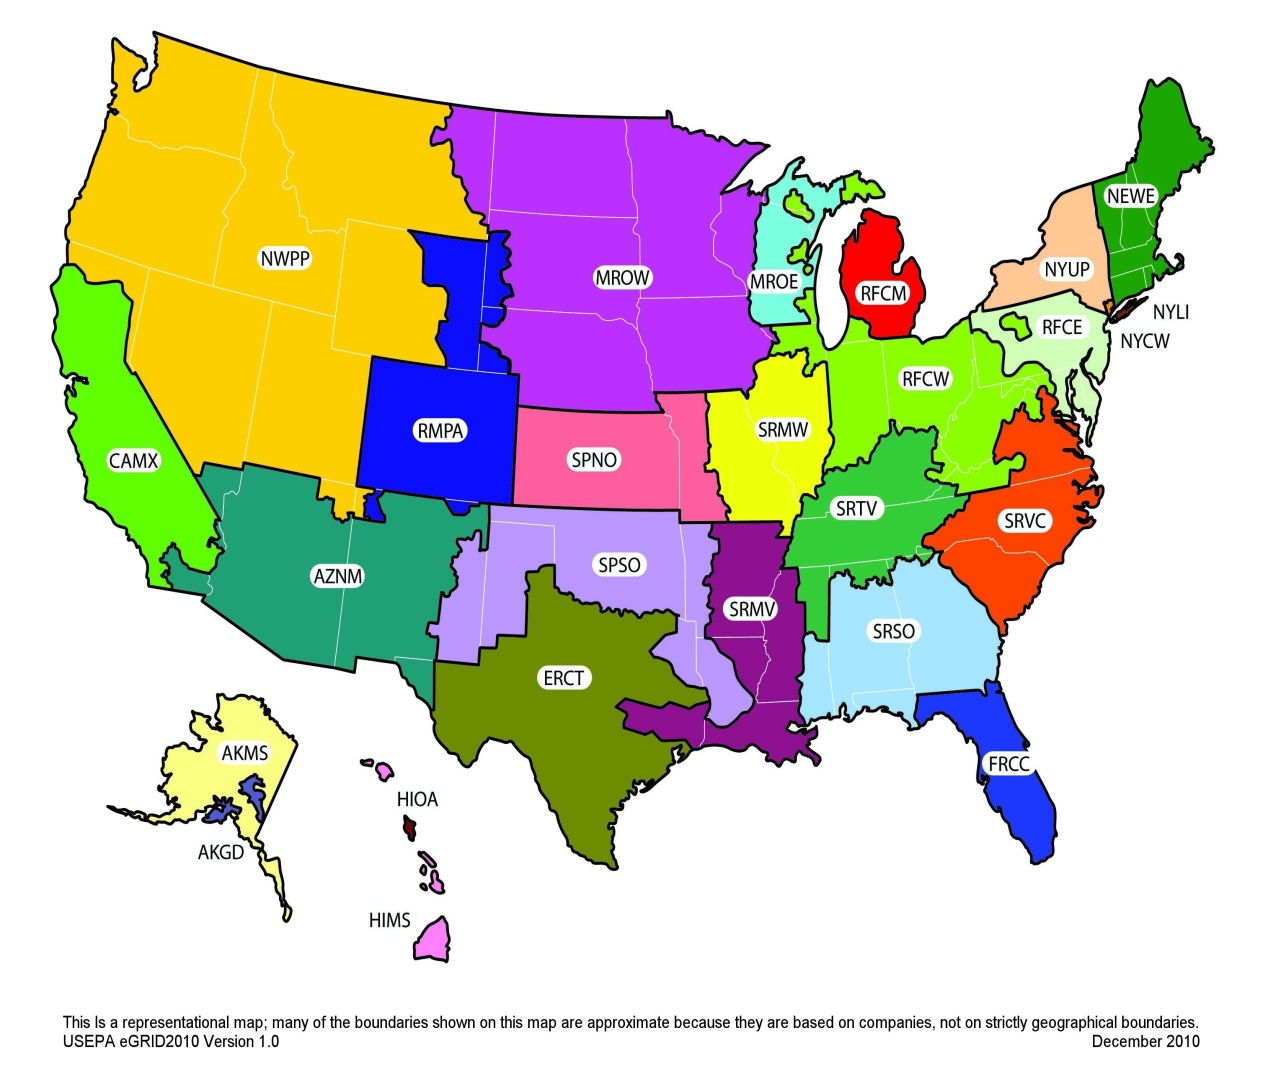 NEWE
NWPP
MROW
MROE
NYUP
RFCM
NYLI
RFCE
NYCW
RFCW
RMPA
SRMW
CAMX
SPNO
SRTV
SRVC
AZNM
SPSO
SRMV
SRSO
ERCT
AKMS
FRCC
HIOA
AKGD
HIMS
This Is a representational map; many of the boundaries shown on this map are approximate because they are based on companies, not on strictly geographical boundaries.
USEPA eGRID2010 Version 1.0
December 2010